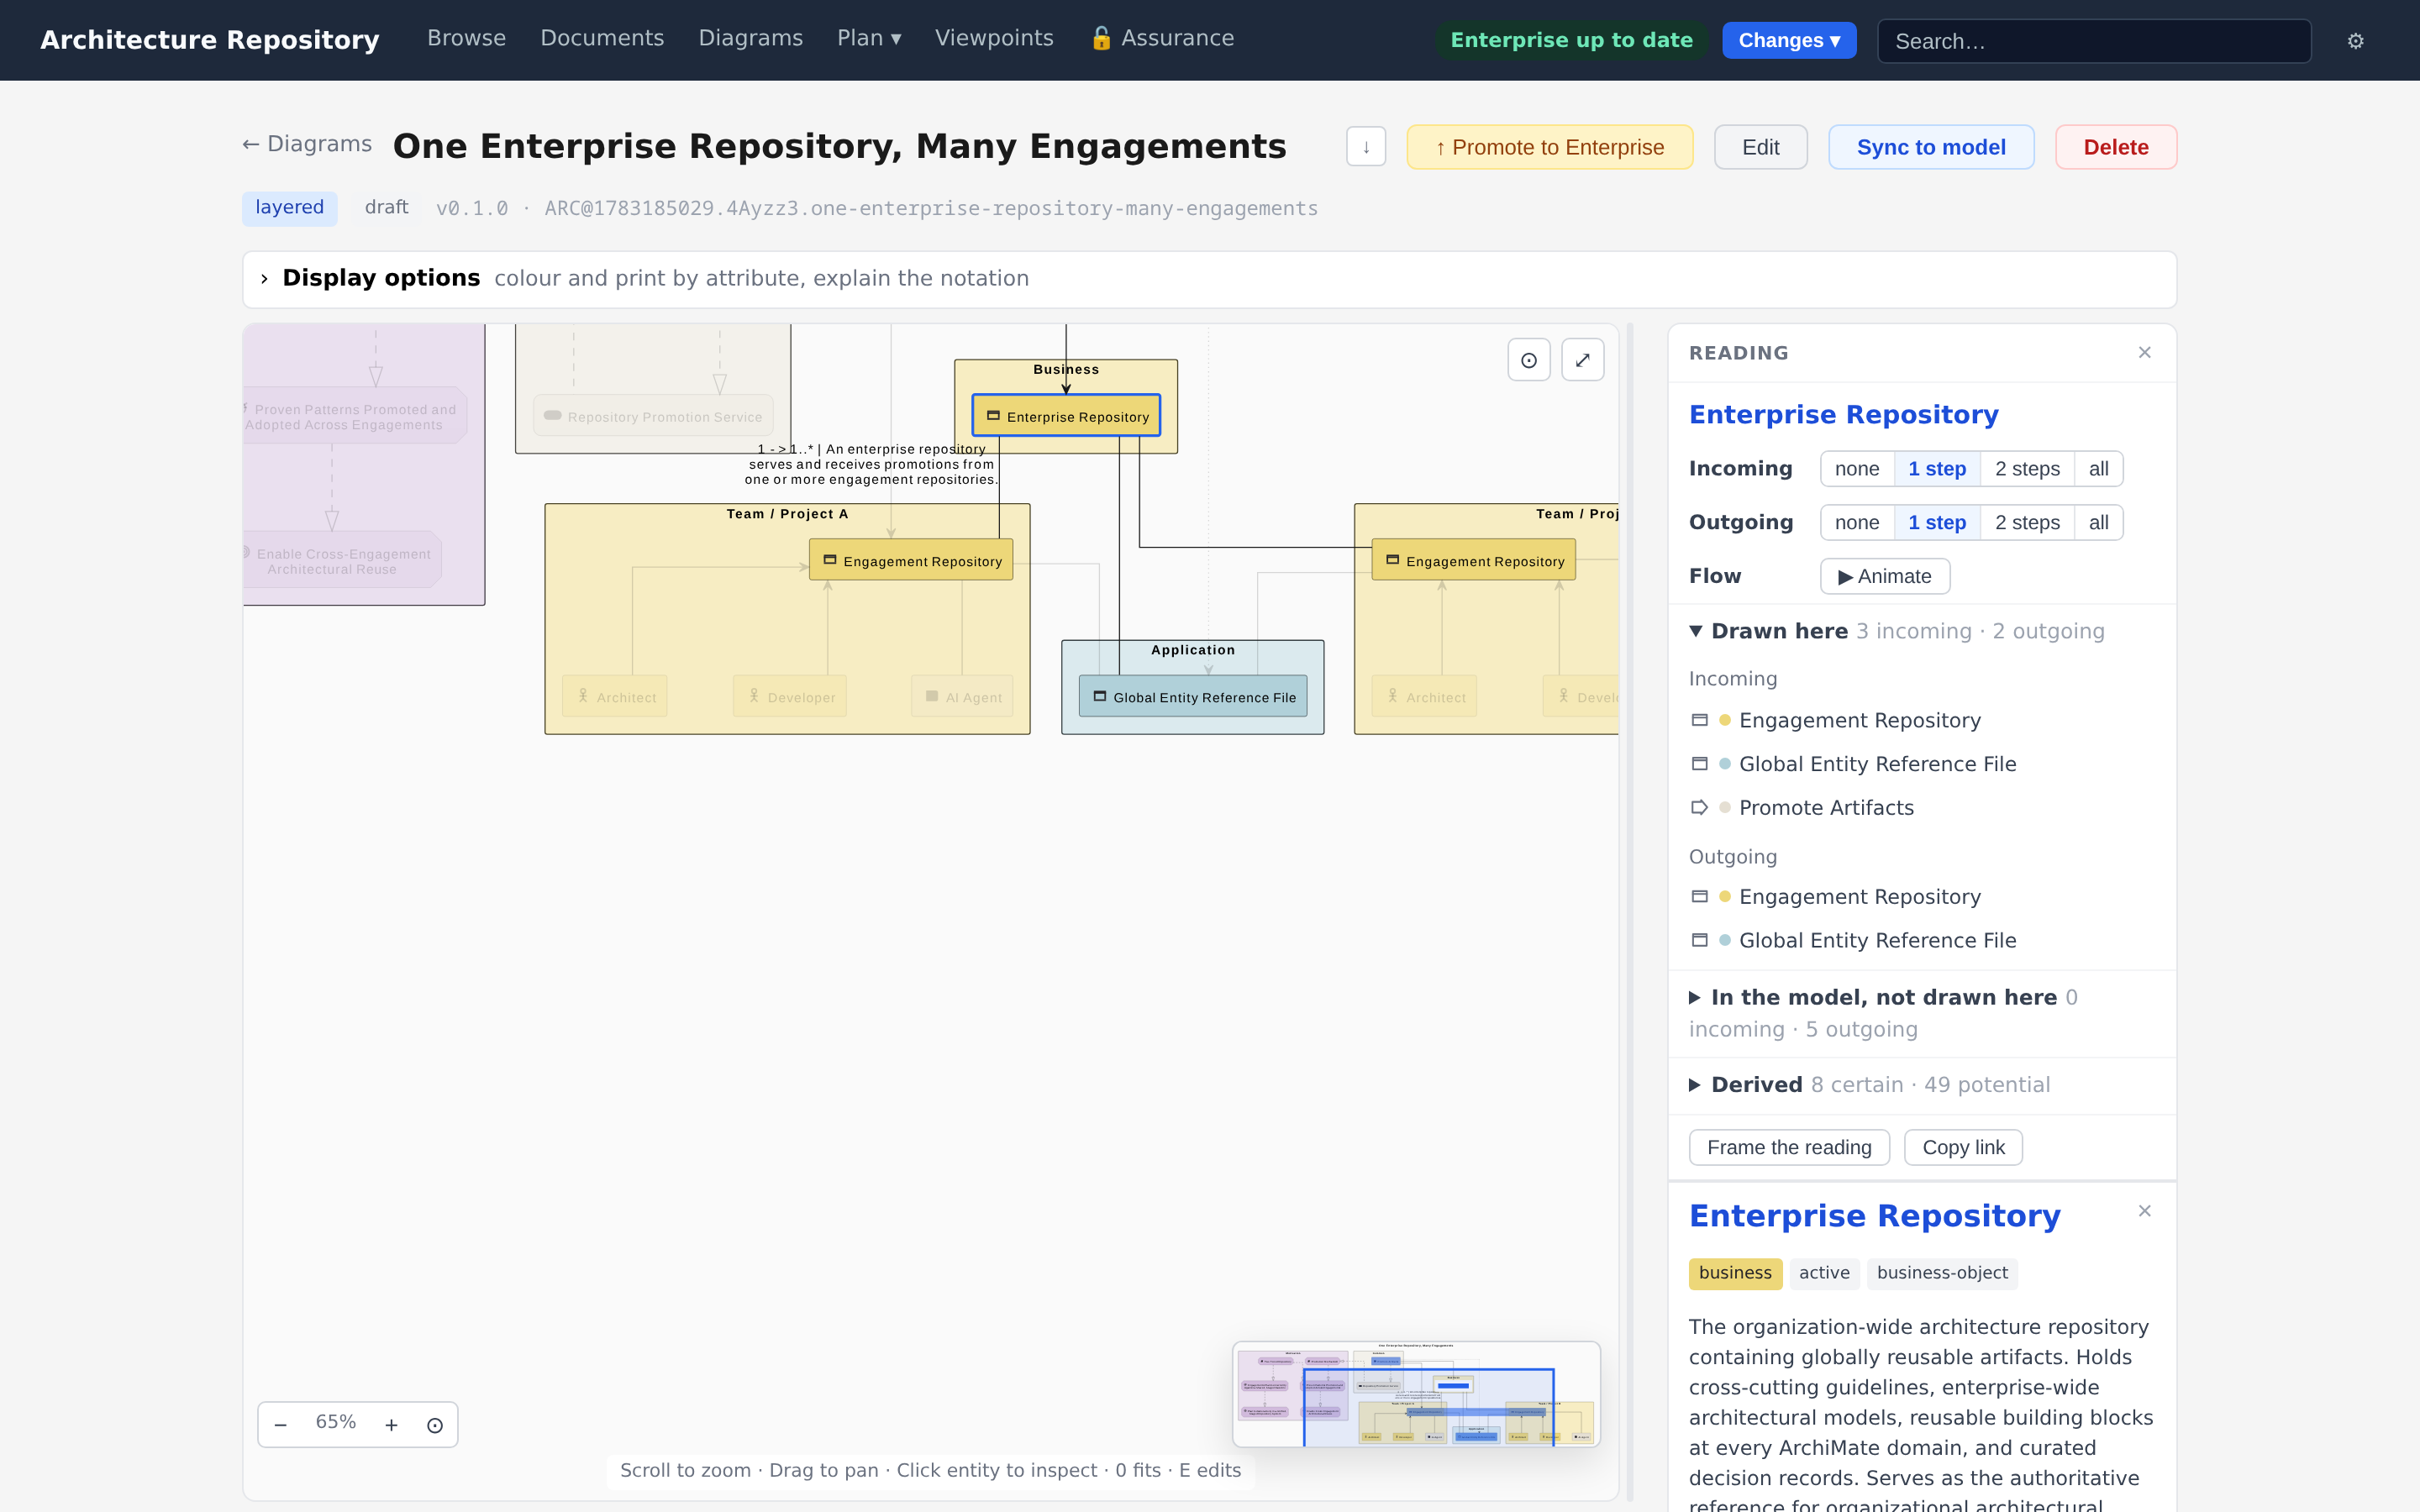 Architecture Repository
Browse
Documents
Diagrams
Plan ▾
Viewpoints
🔓 Assurance
Enterprise up to date
Changes ▾
Search…
← Diagrams
One Enterprise Repository, Many Engagements
↓
↑ Promote to Enterprise
Edit
Sync to model
Delete
layered
draft
v0.1.0 · ARC@1783185029.4Ayzz3.one-enterprise-repository-many-engagements
› Display options colour and print by attribute, explain the notation
Proven Patterns Promoted and
Adopted Across Engagements
Enable Cross-Engagement
Architectural Reuse
Repository Promotion Service
Business
Enterprise Repository
1 -> 1..* | An enterprise repository
serves and receives promotions from
one or more engagement repositories.
Team / Project A
Engagement Repository
Architect
Developer
AI Agent
Application
Global Entity Reference File
Team / Proj
Engagement Repository
Architect
Develo
− 65% +
Scroll to zoom · Drag to pan · Click entity to inspect · 0 fits · E edits
READING
Enterprise Repository
Incoming none 1 step 2 steps all
Outgoing none 1 step 2 steps all
Flow ▶ Animate
▼ Drawn here 3 incoming · 2 outgoing
Incoming
Engagement Repository
Global Entity Reference File
Promote Artifacts
Outgoing
Engagement Repository
Global Entity Reference File
▶ In the model, not drawn here 0
incoming · 5 outgoing
▶ Derived 8 certain · 49 potential
Frame the reading
Copy link
Enterprise Repository
business
active
business-object
The organization-wide architecture repository
containing globally reusable artifacts. Holds
cross-cutting guidelines, enterprise-wide
architectural models, reusable building blocks
at every ArchiMate domain, and curated
decision records. Serves as the authoritative
reference for organizational architectural